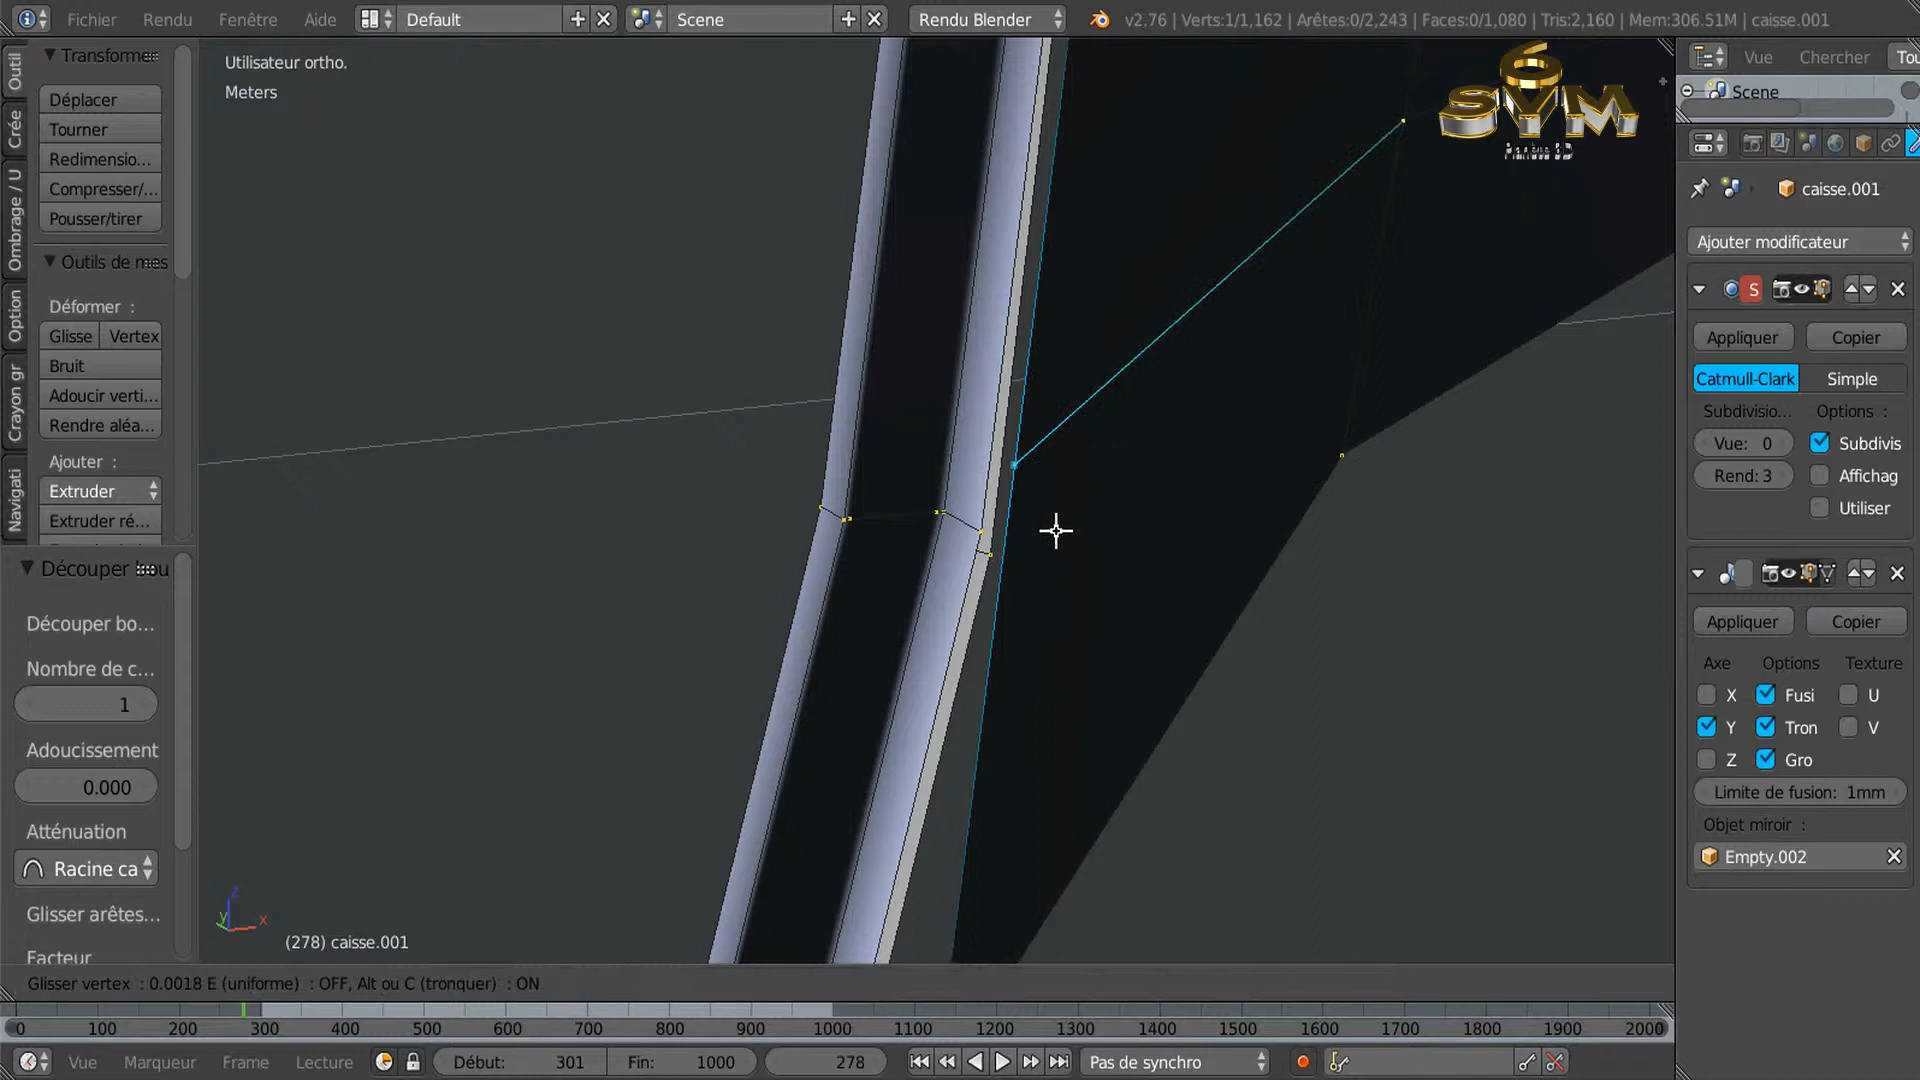 Fichier Rendu Fenêtre Aide Default Scene Rendu Blender v2.76 | Verts:1/1,162 | Arêtes:0/2,243 | Faces:0/1,080 | Tris:2,160 | Mem:306.51M | caisse.001
Outil
Crée
Ombrage / U
Option
Crayon gr
Navigati
Transforme
Déplacer
Tourner
Redimensio...
Compresser/...
Pousser/tirer
Outils de mes
Déformer :
Glisse Vertex
Bruit
Adoucir verti...
Rendre aléa...
Ajouter :
Extruder
Extruder ré...
Découper bou
Découper bo...
Nombre de c...
1
Adoucissement
0.000
Atténuation
Racine ca
Glisser arêtes...
Facteur
Utilisateur ortho.
Meters
6
SYM
z
y
x
(278) caisse.001
Glisser vertex : 0.0018 E (uniforme) : OFF, Alt ou C (tronquer) : ON
Vue Chercher Tou
Scene
caisse.001
Ajouter modificateur
S
Appliquer Copier
Catmull-Clark Simple
Subdivisio... Options :
Vue: 0 Subdivis
Rend: 3 Affichag
Utiliser
Appliquer Copier
Axe Options Texture
X Fusi U
Y Tron V
Z Gro
Limite de fusion: 1mm
Objet miroir :
Empty.002
0 100 200 300 400 500 600 700 800 900 1000 1100 1200 1300 1400 1500 1600 1700 1800 1900 2000
Vue Marqueur Frame Lecture Début: 301 Fin: 1000 278 Pas de synchro